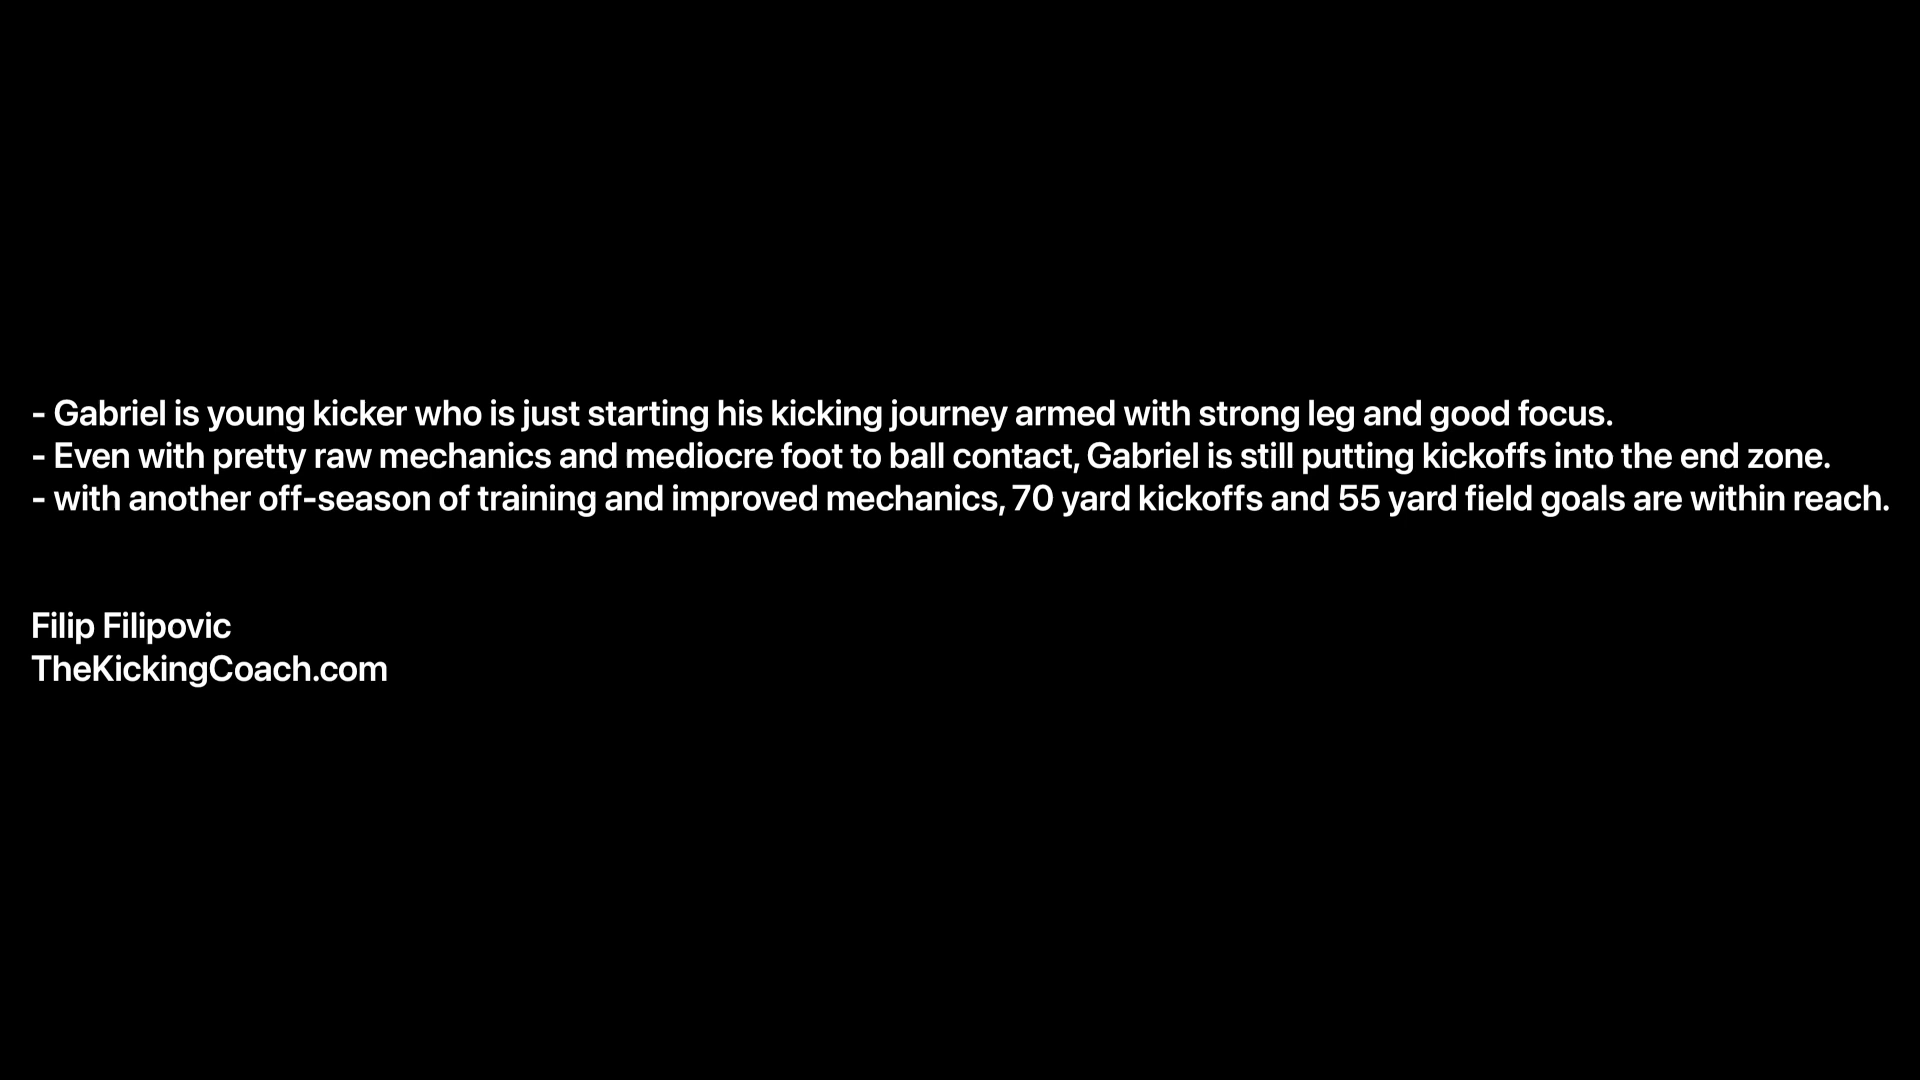 - Gabriel is young kicker who is just starting his kicking journey armed with strong leg and good focus.
- Even with pretty raw mechanics and mediocre foot to ball contact, Gabriel is still putting kickoffs into the end zone.
- with another off-season of training and improved mechanics, 70 yard kickoffs and 55 yard field goals are within reach.
Filip Filipovic
TheKickingCoach.com